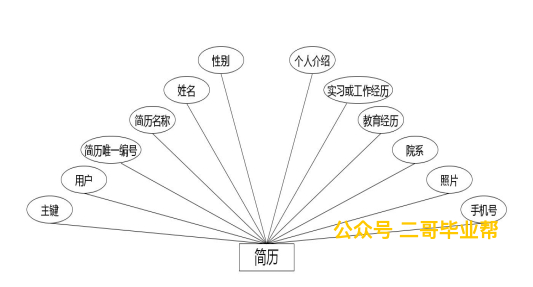 性别
个人介绍
姓名
实习或工作经历
简历名称
教育经历
简历唯一编号
院系
用户
照片
主键
手机号
公众号 二哥毕业帮
简历